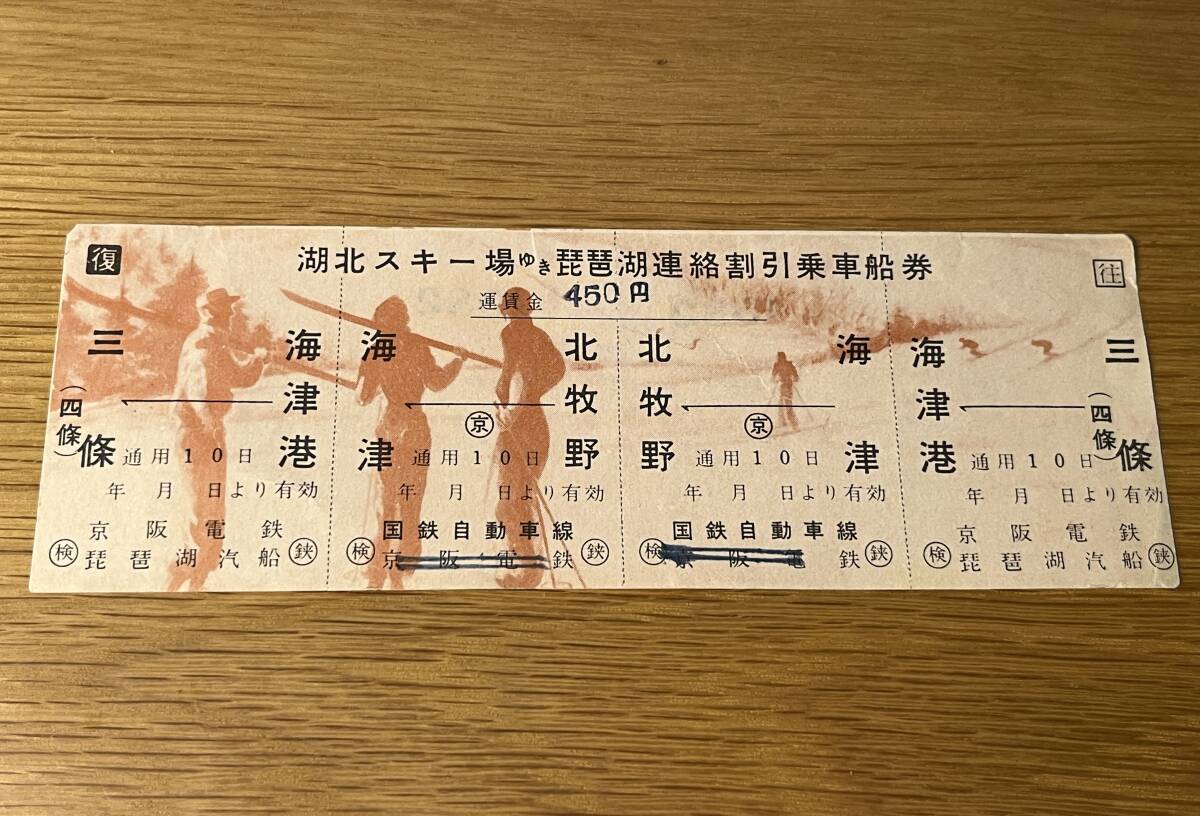 復
湖北スキー場ゆき琵琶湖連絡割引乗車船券
往
運賃金 450円
三條
(四條)
海津港
通用10日
年 月 日より有効
京阪電鉄
検 琵琶湖汽船 鋏
海津
北牧野
京
通用10日
年 月 日より有効
国鉄自動車線
検 京阪電鉄 鋏
北牧野
海津
京
通用10日
年 月 日より有効
国鉄自動車線
検 京阪電鉄 鋏
海津港
三條
(四條)
通用10日
年 月 日より有効
京阪電鉄
検 琵琶湖汽船 鋏